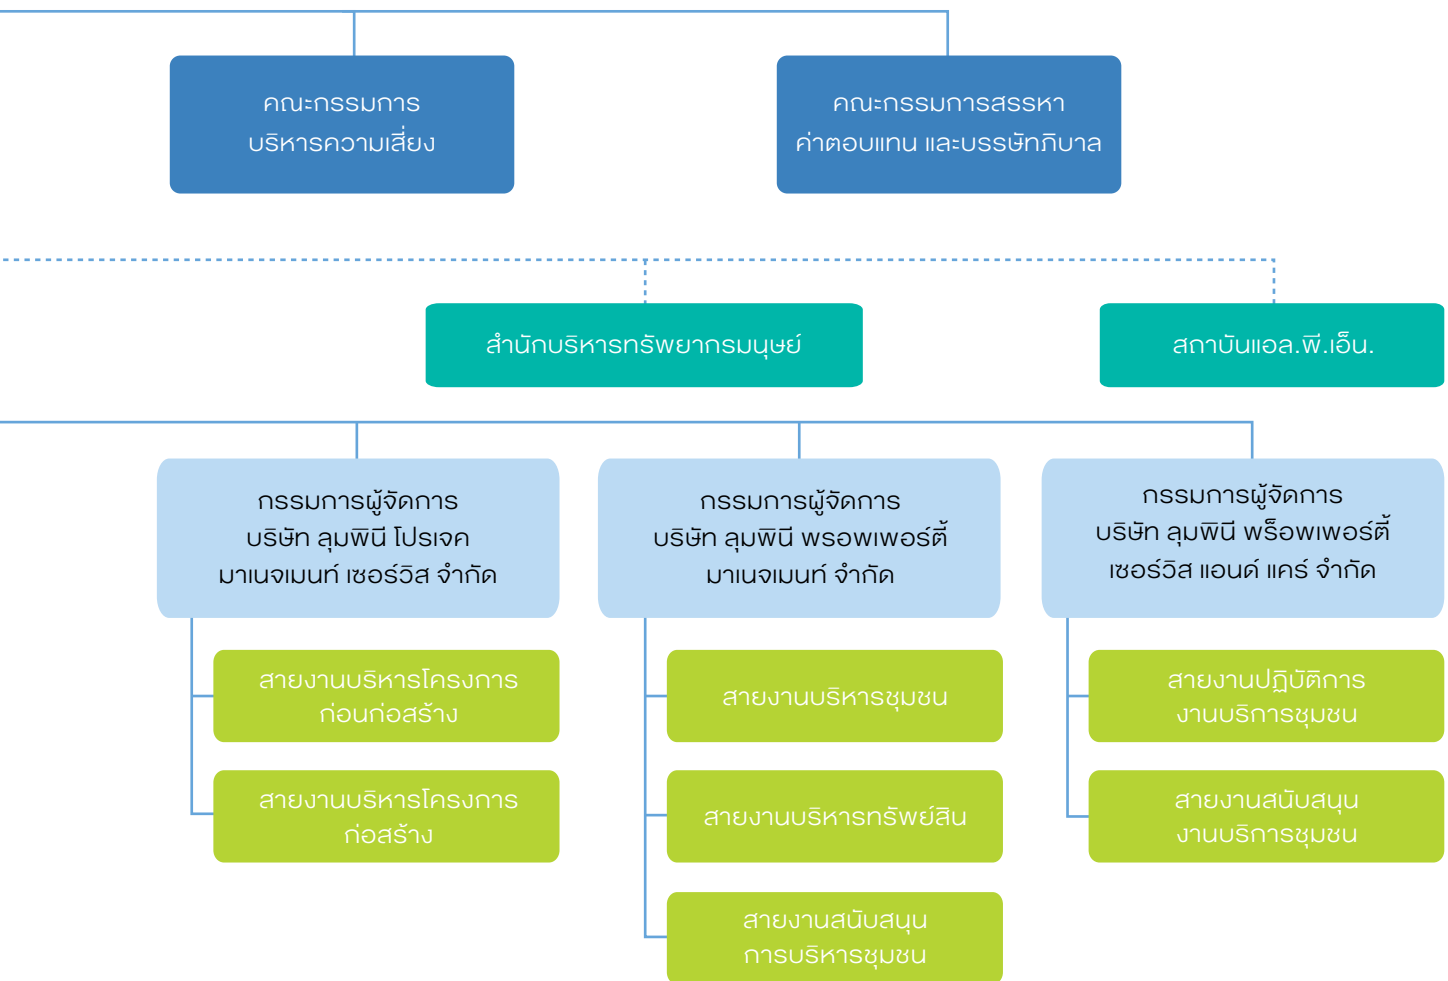 คณะกรรมการ
บริหารความเสี่ยง
คณะกรรมการสรรหา
ค่าตอบแทน และบรรษัทภิบาล
สำนักบริหารทรัพยากรมนุษย์
สถาบันแอล.พี.เอ็น.
กรรมการผู้จัดการ
บริษัท ลุมพินี โปรเจค
มาเนจเมนท์ เซอร์วิส จำกัด
กรรมการผู้จัดการ
บริษัท ลุมพินี พรอพเพอร์ตี้
มาเนจเมนท์ จำกัด
กรรมการผู้จัดการ
บริษัท ลุมพินี พร็อพเพอร์ตี้
เซอร์วิส แอนด์ แคร์ จำกัด
สายงานบริหารโครงการ
ก่อนก่อสร้าง
สายงานบริหารโครงการ
ก่อสร้าง
สายงานบริหารชุมชน
สายงานบริหารทรัพย์สิน
สายงานสนับสนุน
การบริหารชุมชน
สายงานปฏิบัติการ
งานบริการชุมชน
สายงานสนับสนุน
งานบริการชุมชน